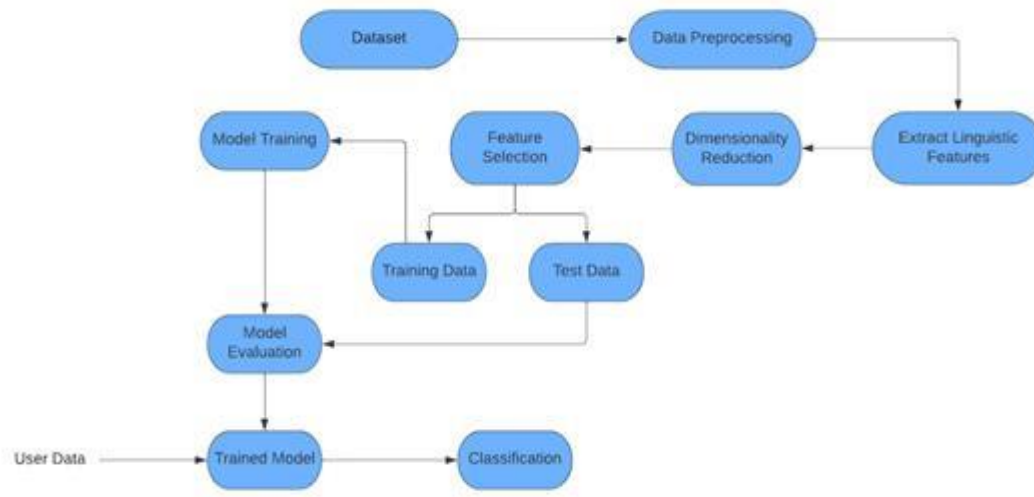 Dataset
Data Preprocessing
Model Training
Feature
Selection
Dimensionality
Reduction
Extract Linguistic
Features
Training Data
Test Data
Model
Evaluation
User Data
Trained Model
Classification